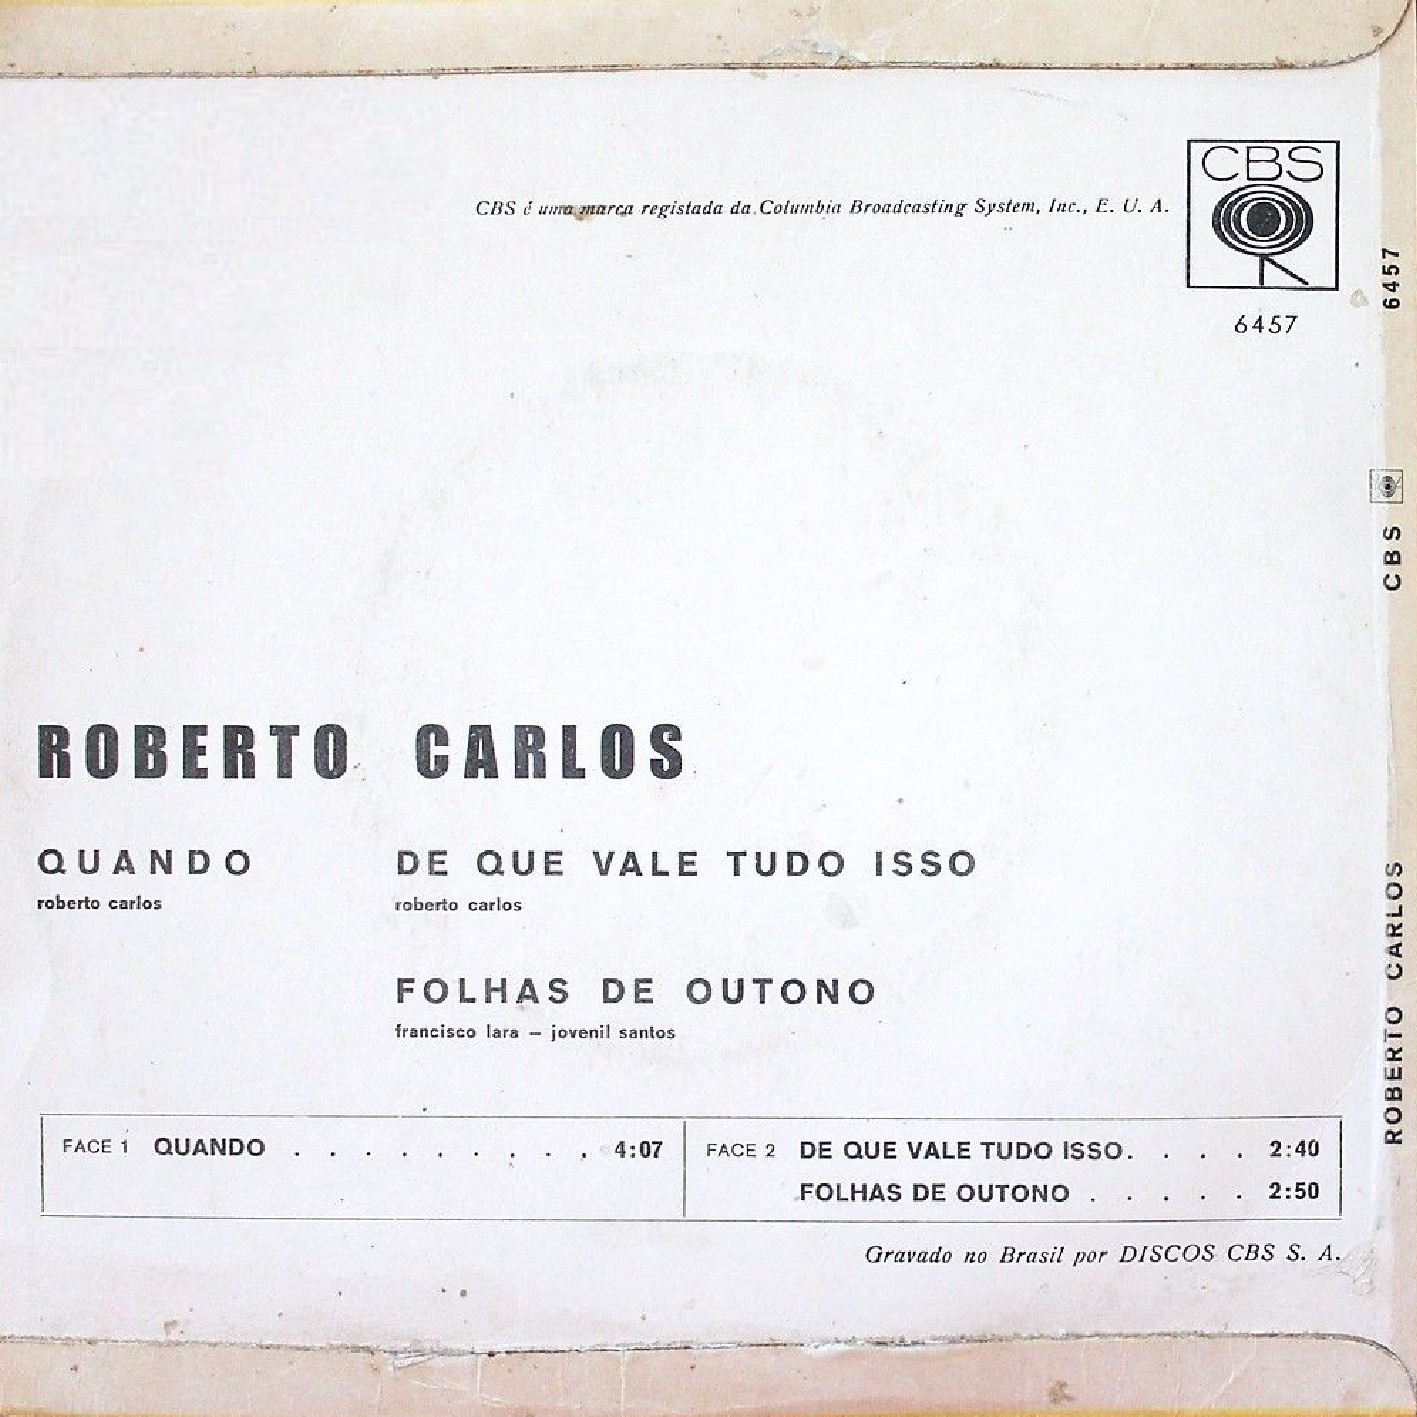 CBS
CBS é uma marca registada da Columbia Broadcasting System, Inc., E. U. A.
6457
ROBERTO CARLOS
QUANDO
roberto carlos
DE QUE VALE TUDO ISSO
roberto carlos
FOLHAS DE OUTONO
francisco lara – jovenil santos
FACE 1 QUANDO . . . . . . . . . 4:07
FACE 2 DE QUE VALE TUDO ISSO. . . . 2:40
FOLHAS DE OUTONO . . . . . 2:50
Gravado no Brasil por DISCOS CBS S. A.
ROBERTO CARLOS CBS 6457